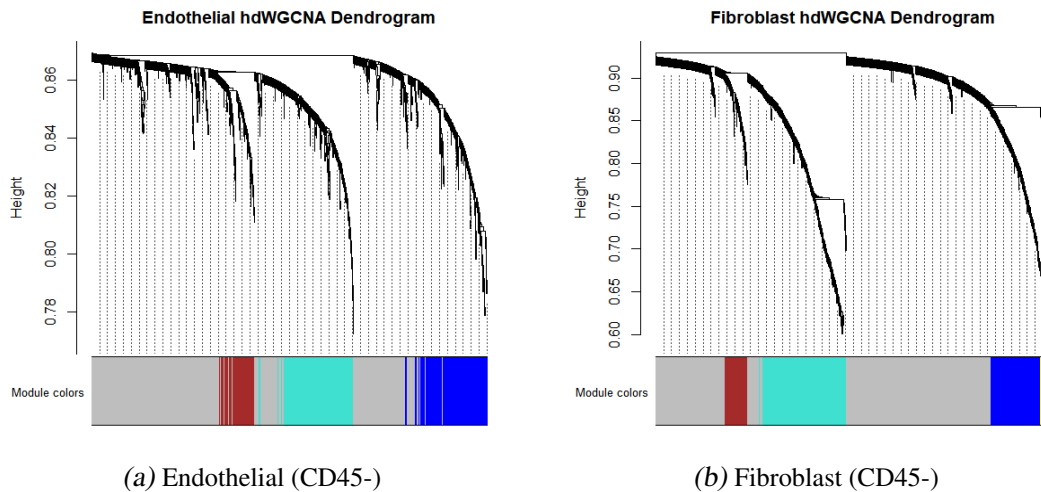 Endothelial hdWGCNA Dendrogram
Height
0.86
0.84
0.82
0.80
0.78
Module colors
(a) Endothelial (CD45-)
Fibroblast hdWGCNA Dendrogram
Height
0.90
0.85
0.80
0.75
0.70
0.65
0.60
Module colors
(b) Fibroblast (CD45-)